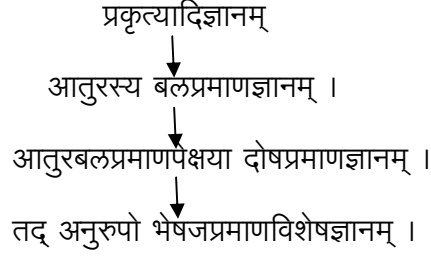 प्रकृत्यादिज्ञानम्
आतुरस्य बलप्रमाणज्ञानम् ।
आतुरबलप्रमाणपेक्षया दोषप्रमाणज्ञानम् ।
तद् अनुरुपो भेषजप्रमाणविशेषज्ञानम् ।